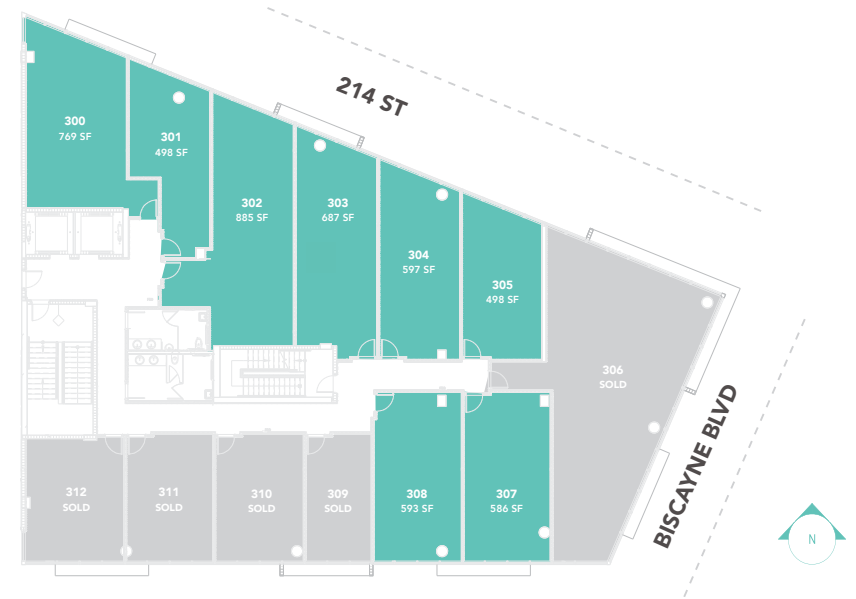 214 ST
300
769 SF
301
498 SF
302
885 SF
303
687 SF
304
597 SF
305
498 SF
306
SOLD
BISCAYNE BLVD
312
SOLD
311
SOLD
310
SOLD
309
SOLD
308
593 SF
307
586 SF
N